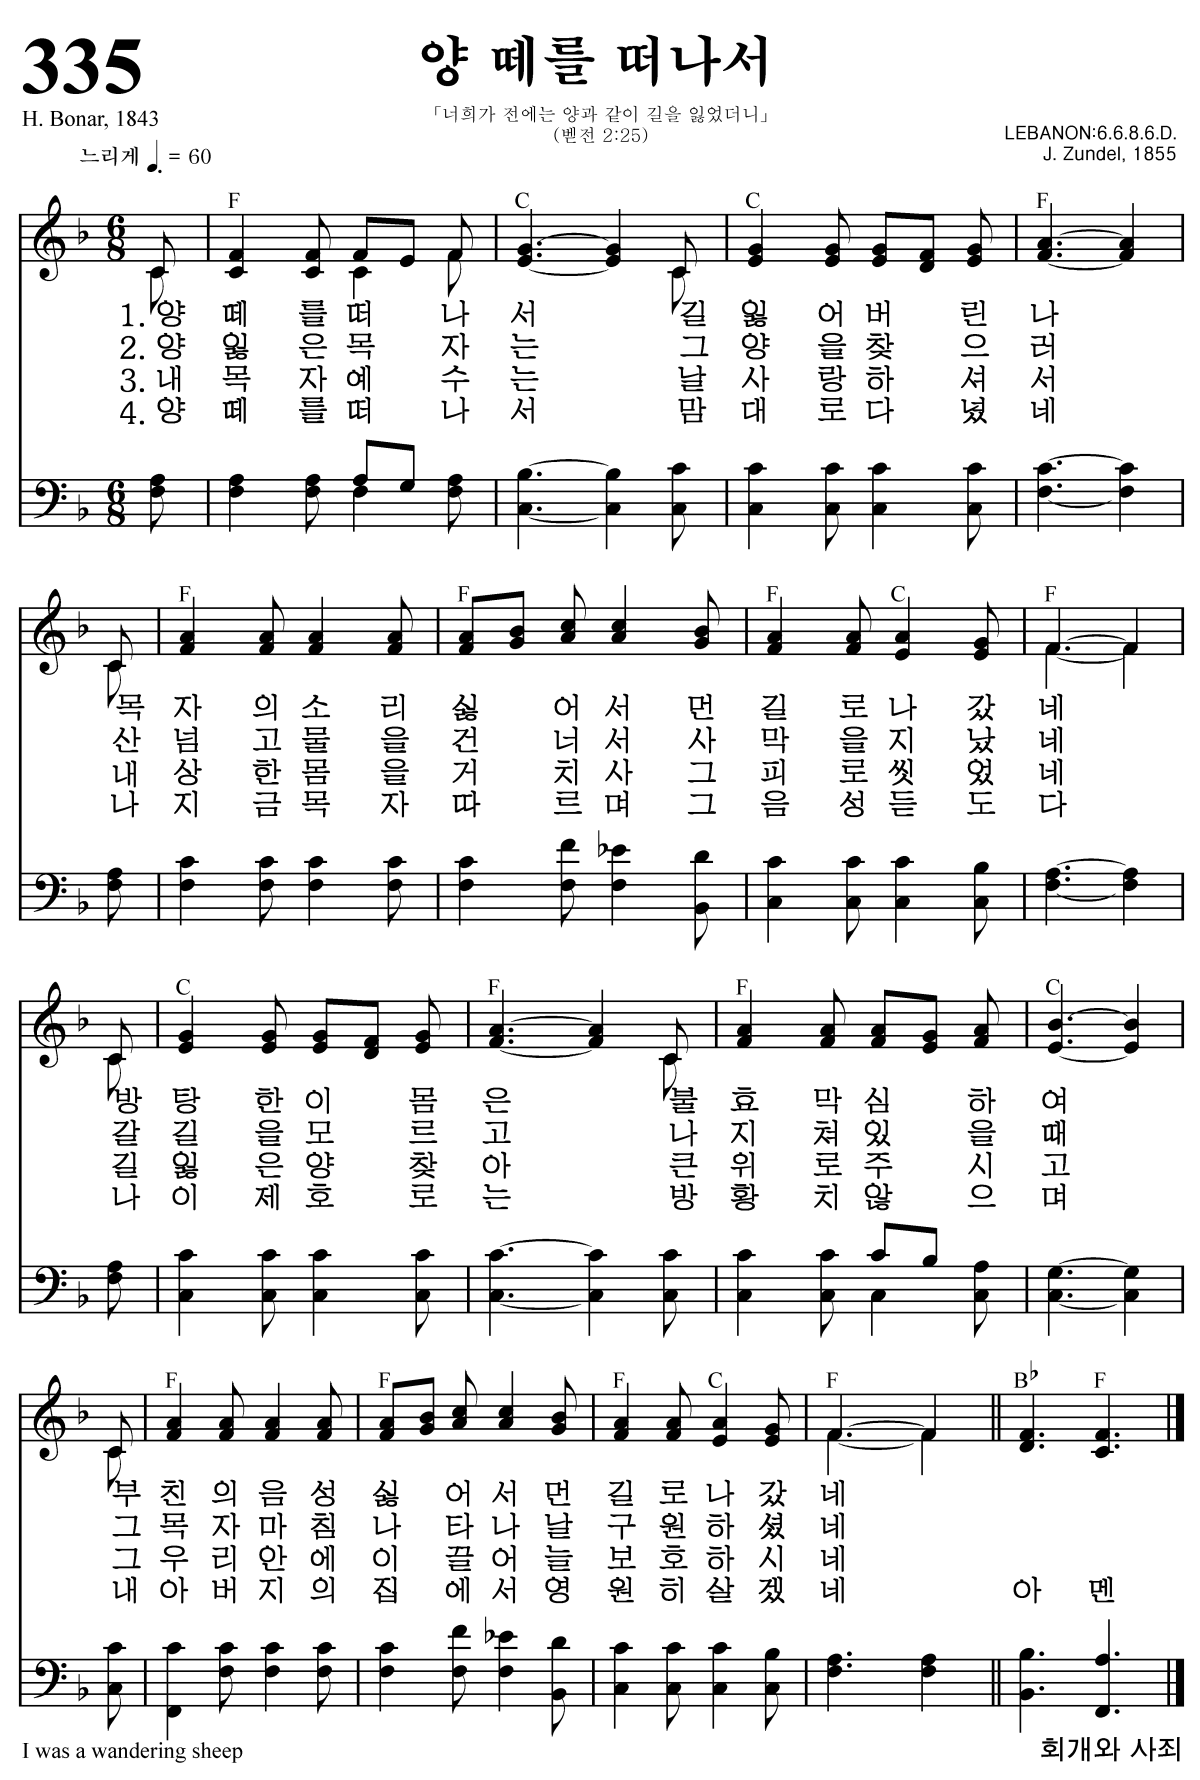 335
양 떼를 떠나서
H. Bonar, 1843
「너희가 전에는 양과 같이 길을 잃었더니」
(벧전 2:25)
LEBANON:6.6.8.6.D.
J. Zundel, 1855
느리게 ♩. = 60
F C C F
1. 양 떼 를 떠 나 서 길 잃 어 버 린 나
2. 양 잃 은 목 자 는 그 양 을 찾 으 러
3. 내 목 자 예 수 는 날 사 랑 하 셔 서
4. 양 떼 를 떠 나 서 맘 대 로 다 녔 네
F F F C F
목 자 의 소 리 싫 어 서 먼 길 로 나 갔 네
산 넘 고 물 을 건 너 서 사 막 을 지 났 네
내 상 한 몸 을 거 치 사 그 피 로 씻 었 네
나 지 금 목 자 따 르 며 그 음 성 듣 도 다
C F F C
방 탕 한 이 몸 은 불 효 막 심 하 여
갈 길 을 모 르 고 나 지 쳐 있 을 때
길 잃 은 양 찾 아 큰 위 로 주 시 고
나 이 제 호 로 는 방 황 치 않 으 며
F F F C F B♭ F
부 친 의 음 성 싫 어 서 먼 길 로 나 갔 네
그 목 자 마 침 나 타 나 날 구 원 하 셨 네
그 우 리 안 에 이 끌 어 늘 보 호 하 시 네
내 아 버 지 의 집 에 서 영 원 히 살 겠 네 아 멘
I was a wandering sheep
회개와 사죄